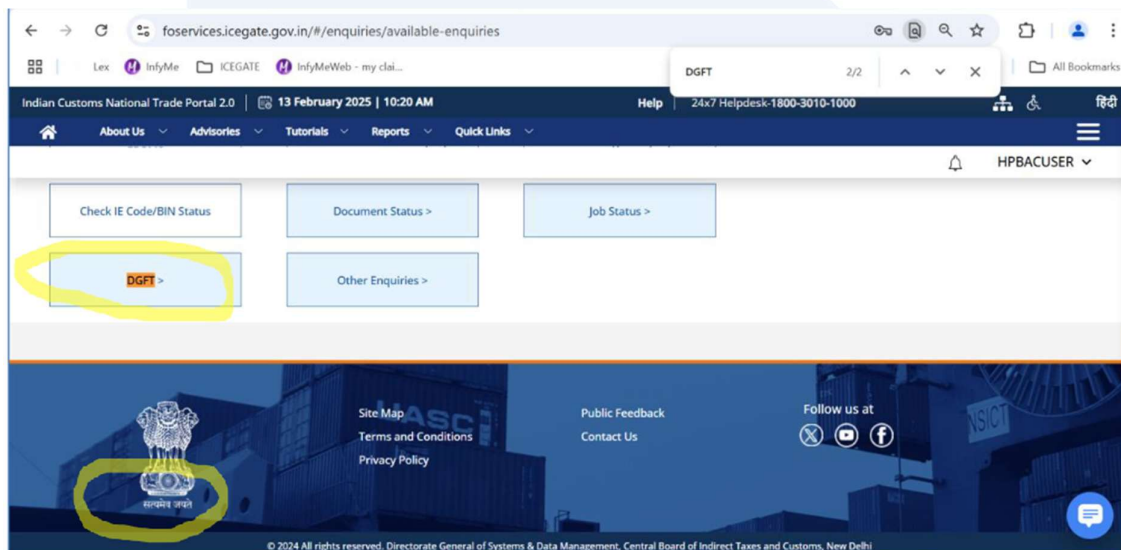 foservices.icegate.gov.in/#/enquiries/available-enquiries
Lex InfyMe ICEGATE InfyMeWeb - my clai... All Bookmarks
DGFT 2/2
Indian Customs National Trade Portal 2.0 | 13 February 2025 | 10:20 AM Help | 24x7 Helpdesk-1800-3010-1000 हिंदी
About Us Advisories Tutorials Reports Quick Links
HPBACUSER
Check IE Code/BIN Status Document Status > Job Status >
DGFT > Other Enquiries >
Site Map Public Feedback Follow us at
Terms and Conditions Contact Us
Privacy Policy
HASC
NSICT
सत्यमेव जयते
© 2024 All rights reserved. Directorate General of Systems & Data Management, Central Board of Indirect Taxes and Customs, New Delhi